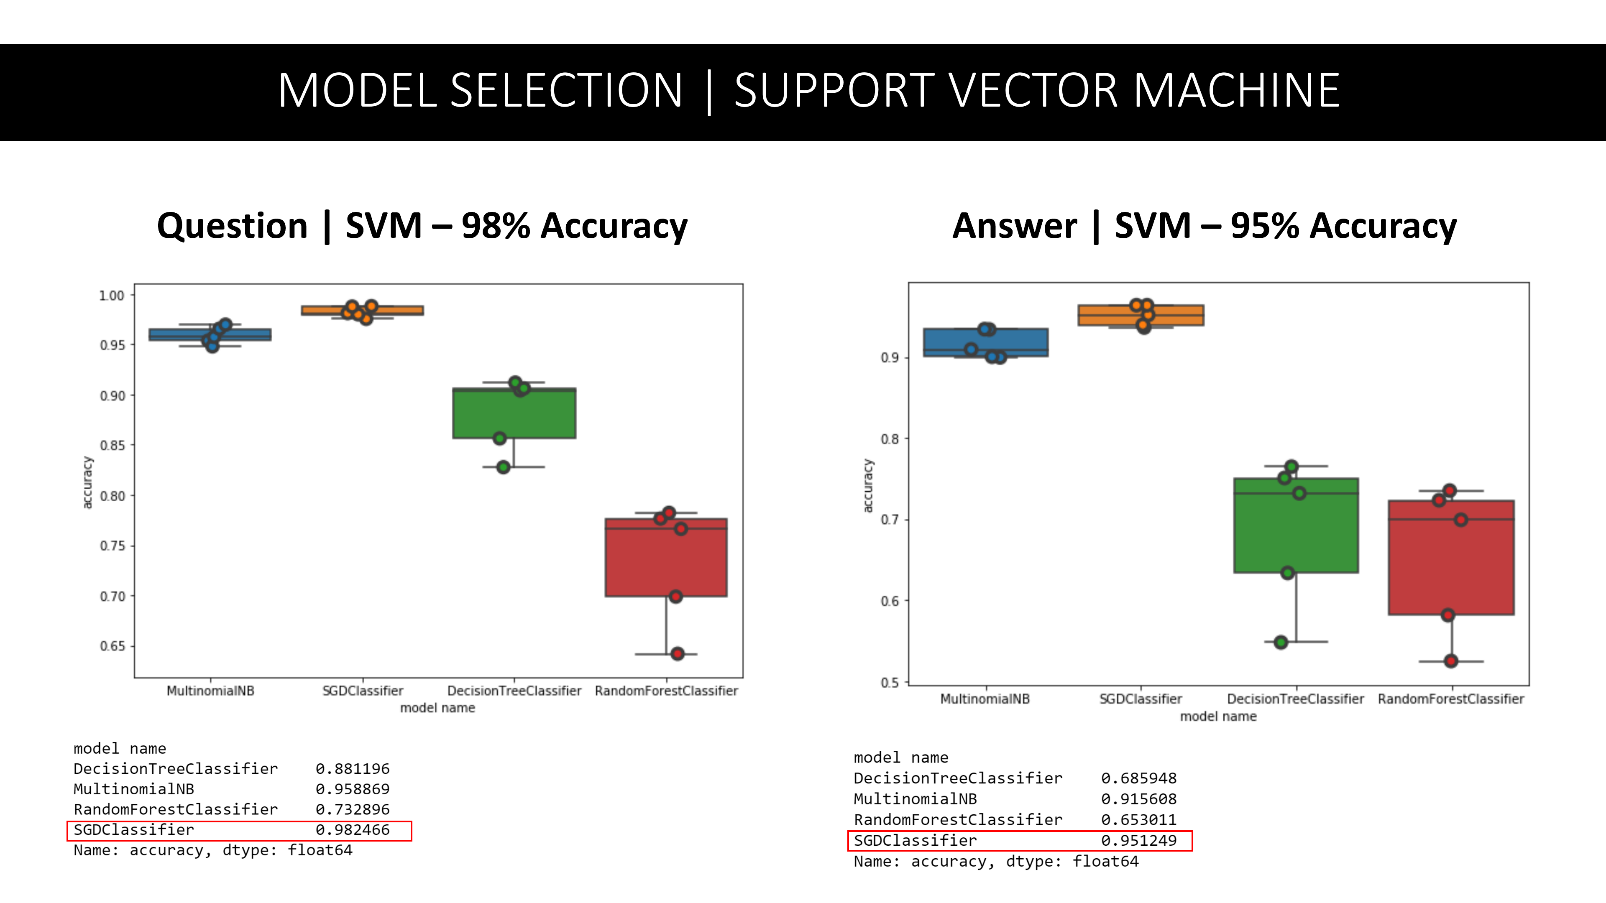 MODEL SELECTION | SUPPORT VECTOR MACHINE
Question | SVM – 98% Accuracy
1.00
0.95
0.90
0.85
0.80
0.75
0.70
0.65
accuracy
MultinomialNB SGDClassifier DecisionTreeClassifier RandomForestClassifier
model name
model name
DecisionTreeClassifier 0.881196
MultinomialNB 0.958869
RandomForestClassifier 0.732896
SGDClassifier 0.982466
Name: accuracy, dtype: float64
Answer | SVM – 95% Accuracy
0.9
0.8
0.7
0.6
0.5
accuracy
MultinomialNB SGDClassifier DecisionTreeClassifier RandomForestClassifier
model name
model name
DecisionTreeClassifier 0.685948
MultinomialNB 0.915608
RandomForestClassifier 0.653011
SGDClassifier 0.951249
Name: accuracy, dtype: float64